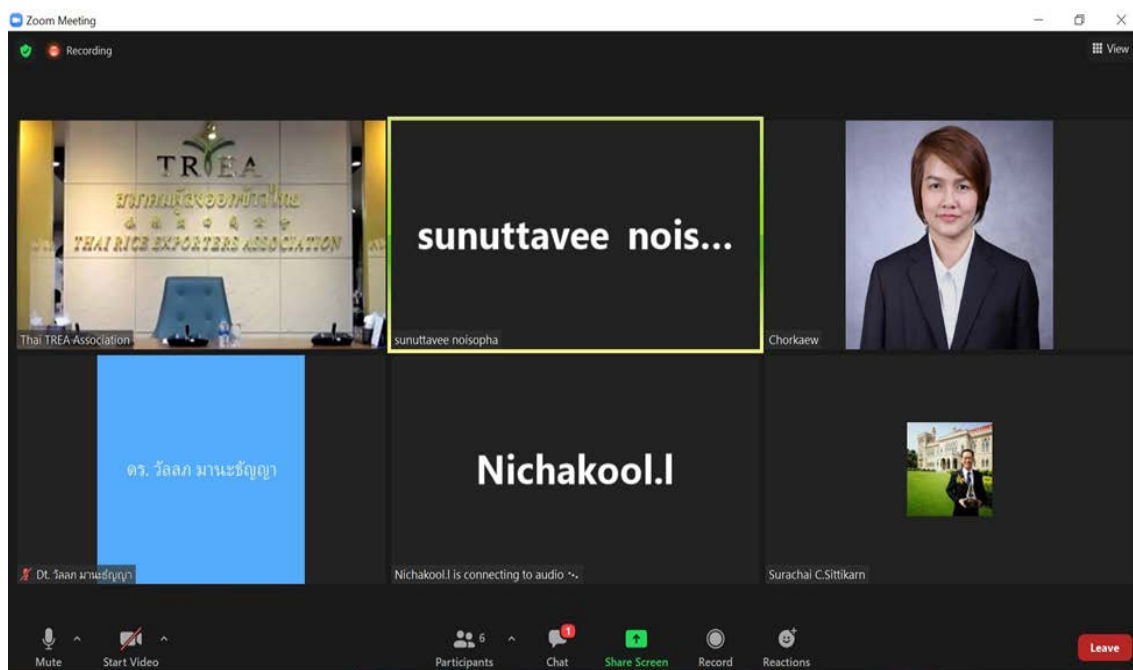 Zoom Meeting
Recording
View
TREA
สมาคมผู้ส่งออกข้าวไทย
THAI RICE EXPORTERS ASSOCIATION
Thai TREA Association
sunuttavee nois...
sunuttavee noisopha
Chorkaew
ดร. วัลลภ มานะธัญญา
Dt. วัลลภ มานะธัญญา
Nichakool.l
Nichakool.l is connecting to audio
Surachai C.Sittikarn
Mute
Start Video
6
Participants
1
Chat
Share Screen
Record
Reactions
Leave